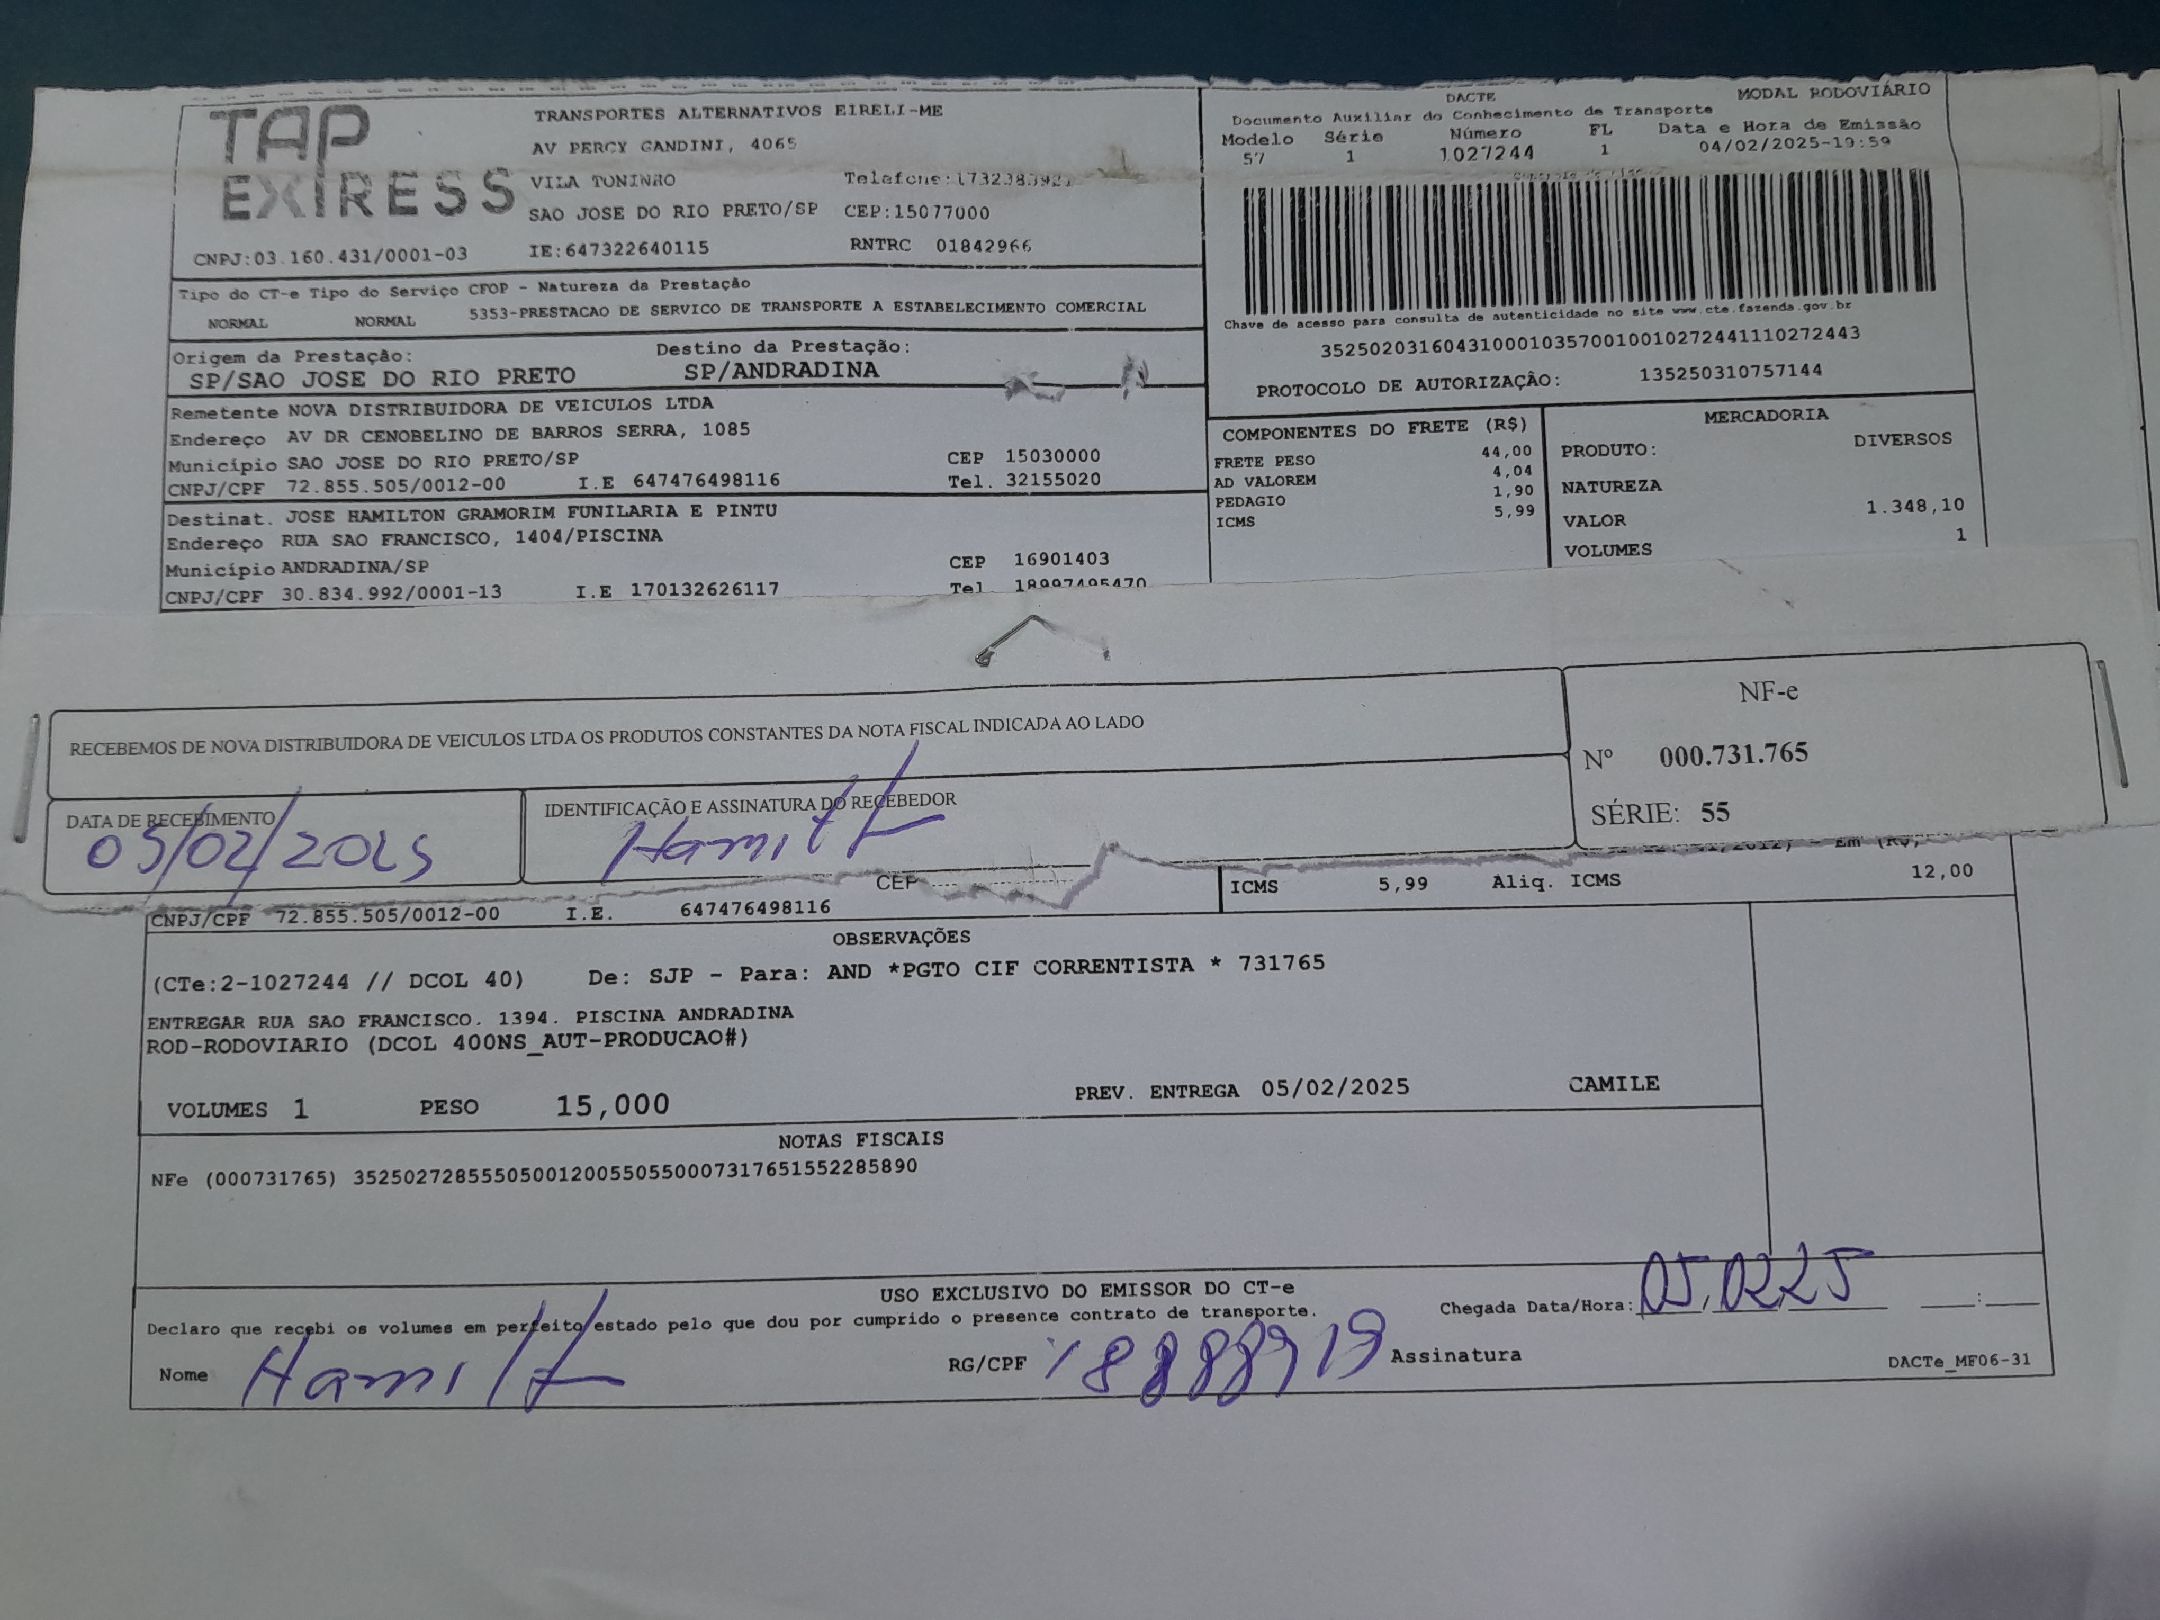 TAP
EXPRESS
TRANSPORTES ALTERNATIVOS EIRELI-ME
AV PERCY GANDINI, 4065
VILA TONINHO Telefone:
SAO JOSE DO RIO PRETO/SP CEP:15077000
CNPJ:03.160.431/0001-03 IE:647322640115 RNTRC 01842966
DACTE MODAL RODOVIÁRIO
Documento Auxiliar do Conhecimento de Transporte
Modelo Série Número FL Data e Hora de Emissão
57 1 1027244 1 04/02/2025-19:59
Chave de acesso para consulta de autenticidade no site www.cte.fazenda.gov.br
35250203160431000103570010010272441110272443
PROTOCOLO DE AUTORIZAÇÃO: 135250310757144
Tipo do CT-e Tipo do Serviço CFOP - Natureza da Prestação
NORMAL NORMAL 5353-PRESTACAO DE SERVICO DE TRANSPORTE A ESTABELECIMENTO COMERCIAL
Origem da Prestação: Destino da Prestação:
SP/SAO JOSE DO RIO PRETO SP/ANDRADINA
Remetente NOVA DISTRIBUIDORA DE VEICULOS LTDA
Endereço AV DR CENOBELINO DE BARROS SERRA, 1085
Município SAO JOSE DO RIO PRETO/SP CEP 15030000
CNPJ/CPF 72.855.505/0012-00 I.E 647476498116 Tel. 32155020
Destinat. JOSE HAMILTON GRAMORIM FUNILARIA E PINTU
Endereço RUA SAO FRANCISCO, 1404/PISCINA
Município ANDRADINA/SP CEP 16901403
CNPJ/CPF 30.834.992/0001-13 I.E 170132626117 Tel 18997495470
COMPONENTES DO FRETE (R$)
FRETE PESO 44,00
AD VALOREM 4,04
PEDAGIO 1,90
ICMS 5,99
MERCADORIA
PRODUTO: DIVERSOS
NATUREZA
VALOR 1.348,10
VOLUMES 1
RECEBEMOS DE NOVA DISTRIBUIDORA DE VEICULOS LTDA OS PRODUTOS CONSTANTES DA NOTA FISCAL INDICADA AO LADO
NF-e
Nº 000.731.765
SÉRIE: 55
DATA DE RECEBIMENTO IDENTIFICAÇÃO E ASSINATURA DO RECEBEDOR
05/02/2025 Hamilt
CEP
ICMS 5,99 Aliq. ICMS 12,00
CNPJ/CPF 72.855.505/0012-00 I.E. 647476498116
OBSERVAÇÕES
(CTe:2-1027244 // DCOL 40) De: SJP - Para: AND *PGTO CIF CORRENTISTA * 731765
ENTREGAR RUA SAO FRANCISCO. 1394. PISCINA ANDRADINA
ROD-RODOVIARIO (DCOL 400NS_AUT-PRODUCAO#)
VOLUMES 1 PESO 15,000 PREV. ENTREGA 05/02/2025 CAMILE
NOTAS FISCAIS
NFe (000731765) 35250272855505001200550550007317651552285890
USO EXCLUSIVO DO EMISSOR DO CT-e
Declaro que recebi os volumes em perfeito estado pelo que dou por cumprido o presence contrato de transporte. Chegada Data/Hora: 05/0225 :
Nome Hamilt RG/CPF Assinatura DACTe_MF06-31